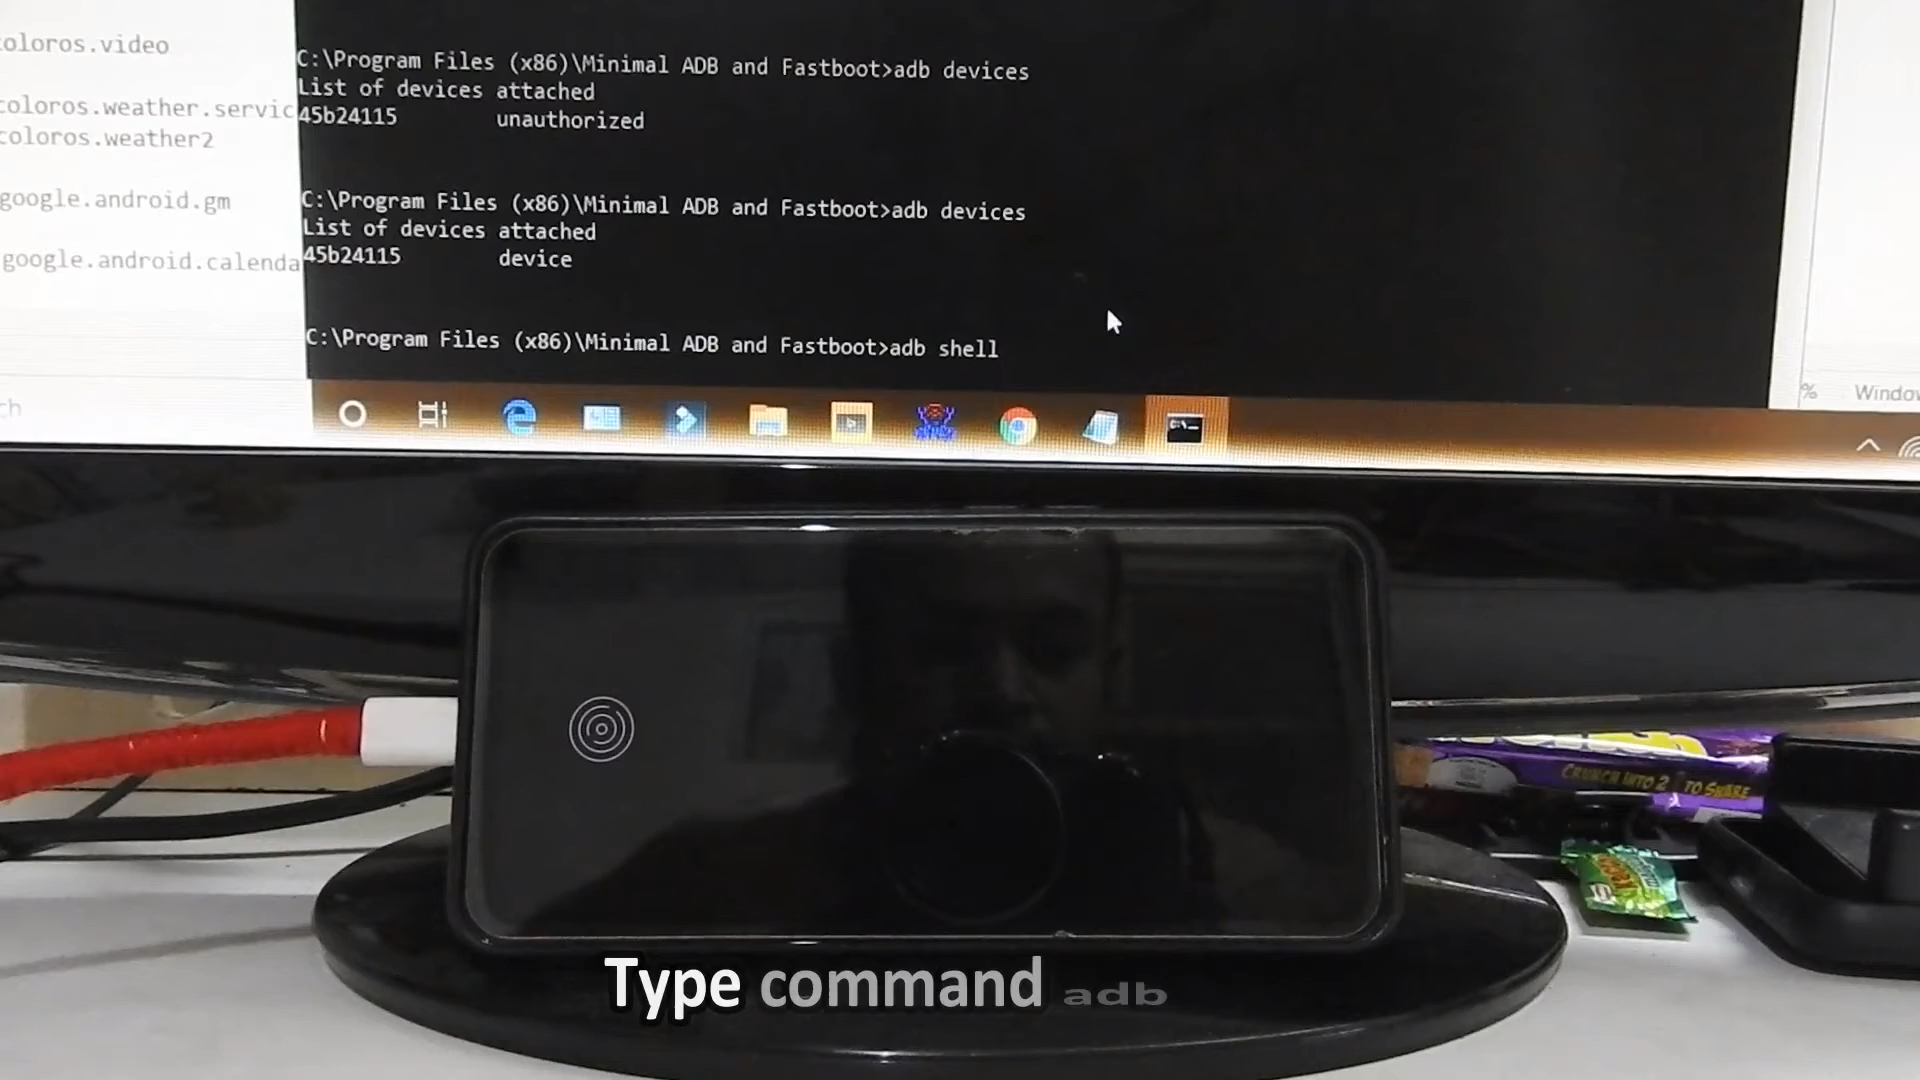 oloros.video
coloros.weather.servic
coloros.weather2
google.android.gm
google.android.calenda
ch
C:\Program Files (x86)\Minimal ADB and Fastboot>adb devices
List of devices attached
45b24115 unauthorized
C:\Program Files (x86)\Minimal ADB and Fastboot>adb devices
List of devices attached
45b24115 device
C:\Program Files (x86)\Minimal ADB and Fastboot>adb shell
% Window
CRUNCH INTO 2 TO SHARE
Type command adb